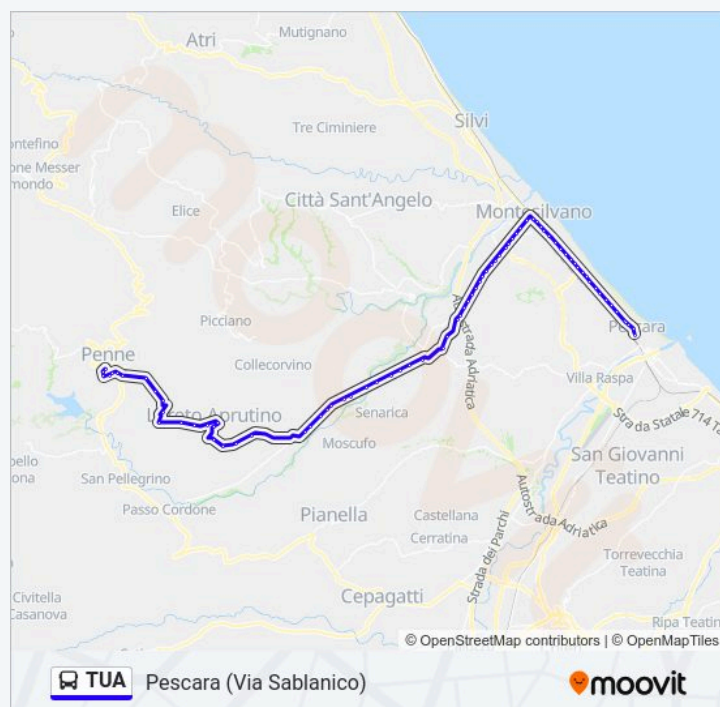 Mutignano
Atri
Silvi
Tre Ciminiere
ontefino
one Messer
mondo
Città Sant'Angelo
Elice
Montesilvano
Picciano
Pescara
Penne
Collecorvino
Villa Raspa
Loreto Aprutino
Senarica
Autostrada Adriatica
Strada Statale 714 Ta
Moscufo
San Giovanni
Teatino
San Pellegrino
Passo Cordone
Pianella
Castellana
Cerratina
Autostrada Adriatica
Strada dei Parchi
Torrevecchia
Teatina
Civitella
Casanova
Cepagatti
Ripa Teatin
© OpenStreetMap contributors | © OpenMapTiles
TUA Pescara (Via Sablanico)
moovit